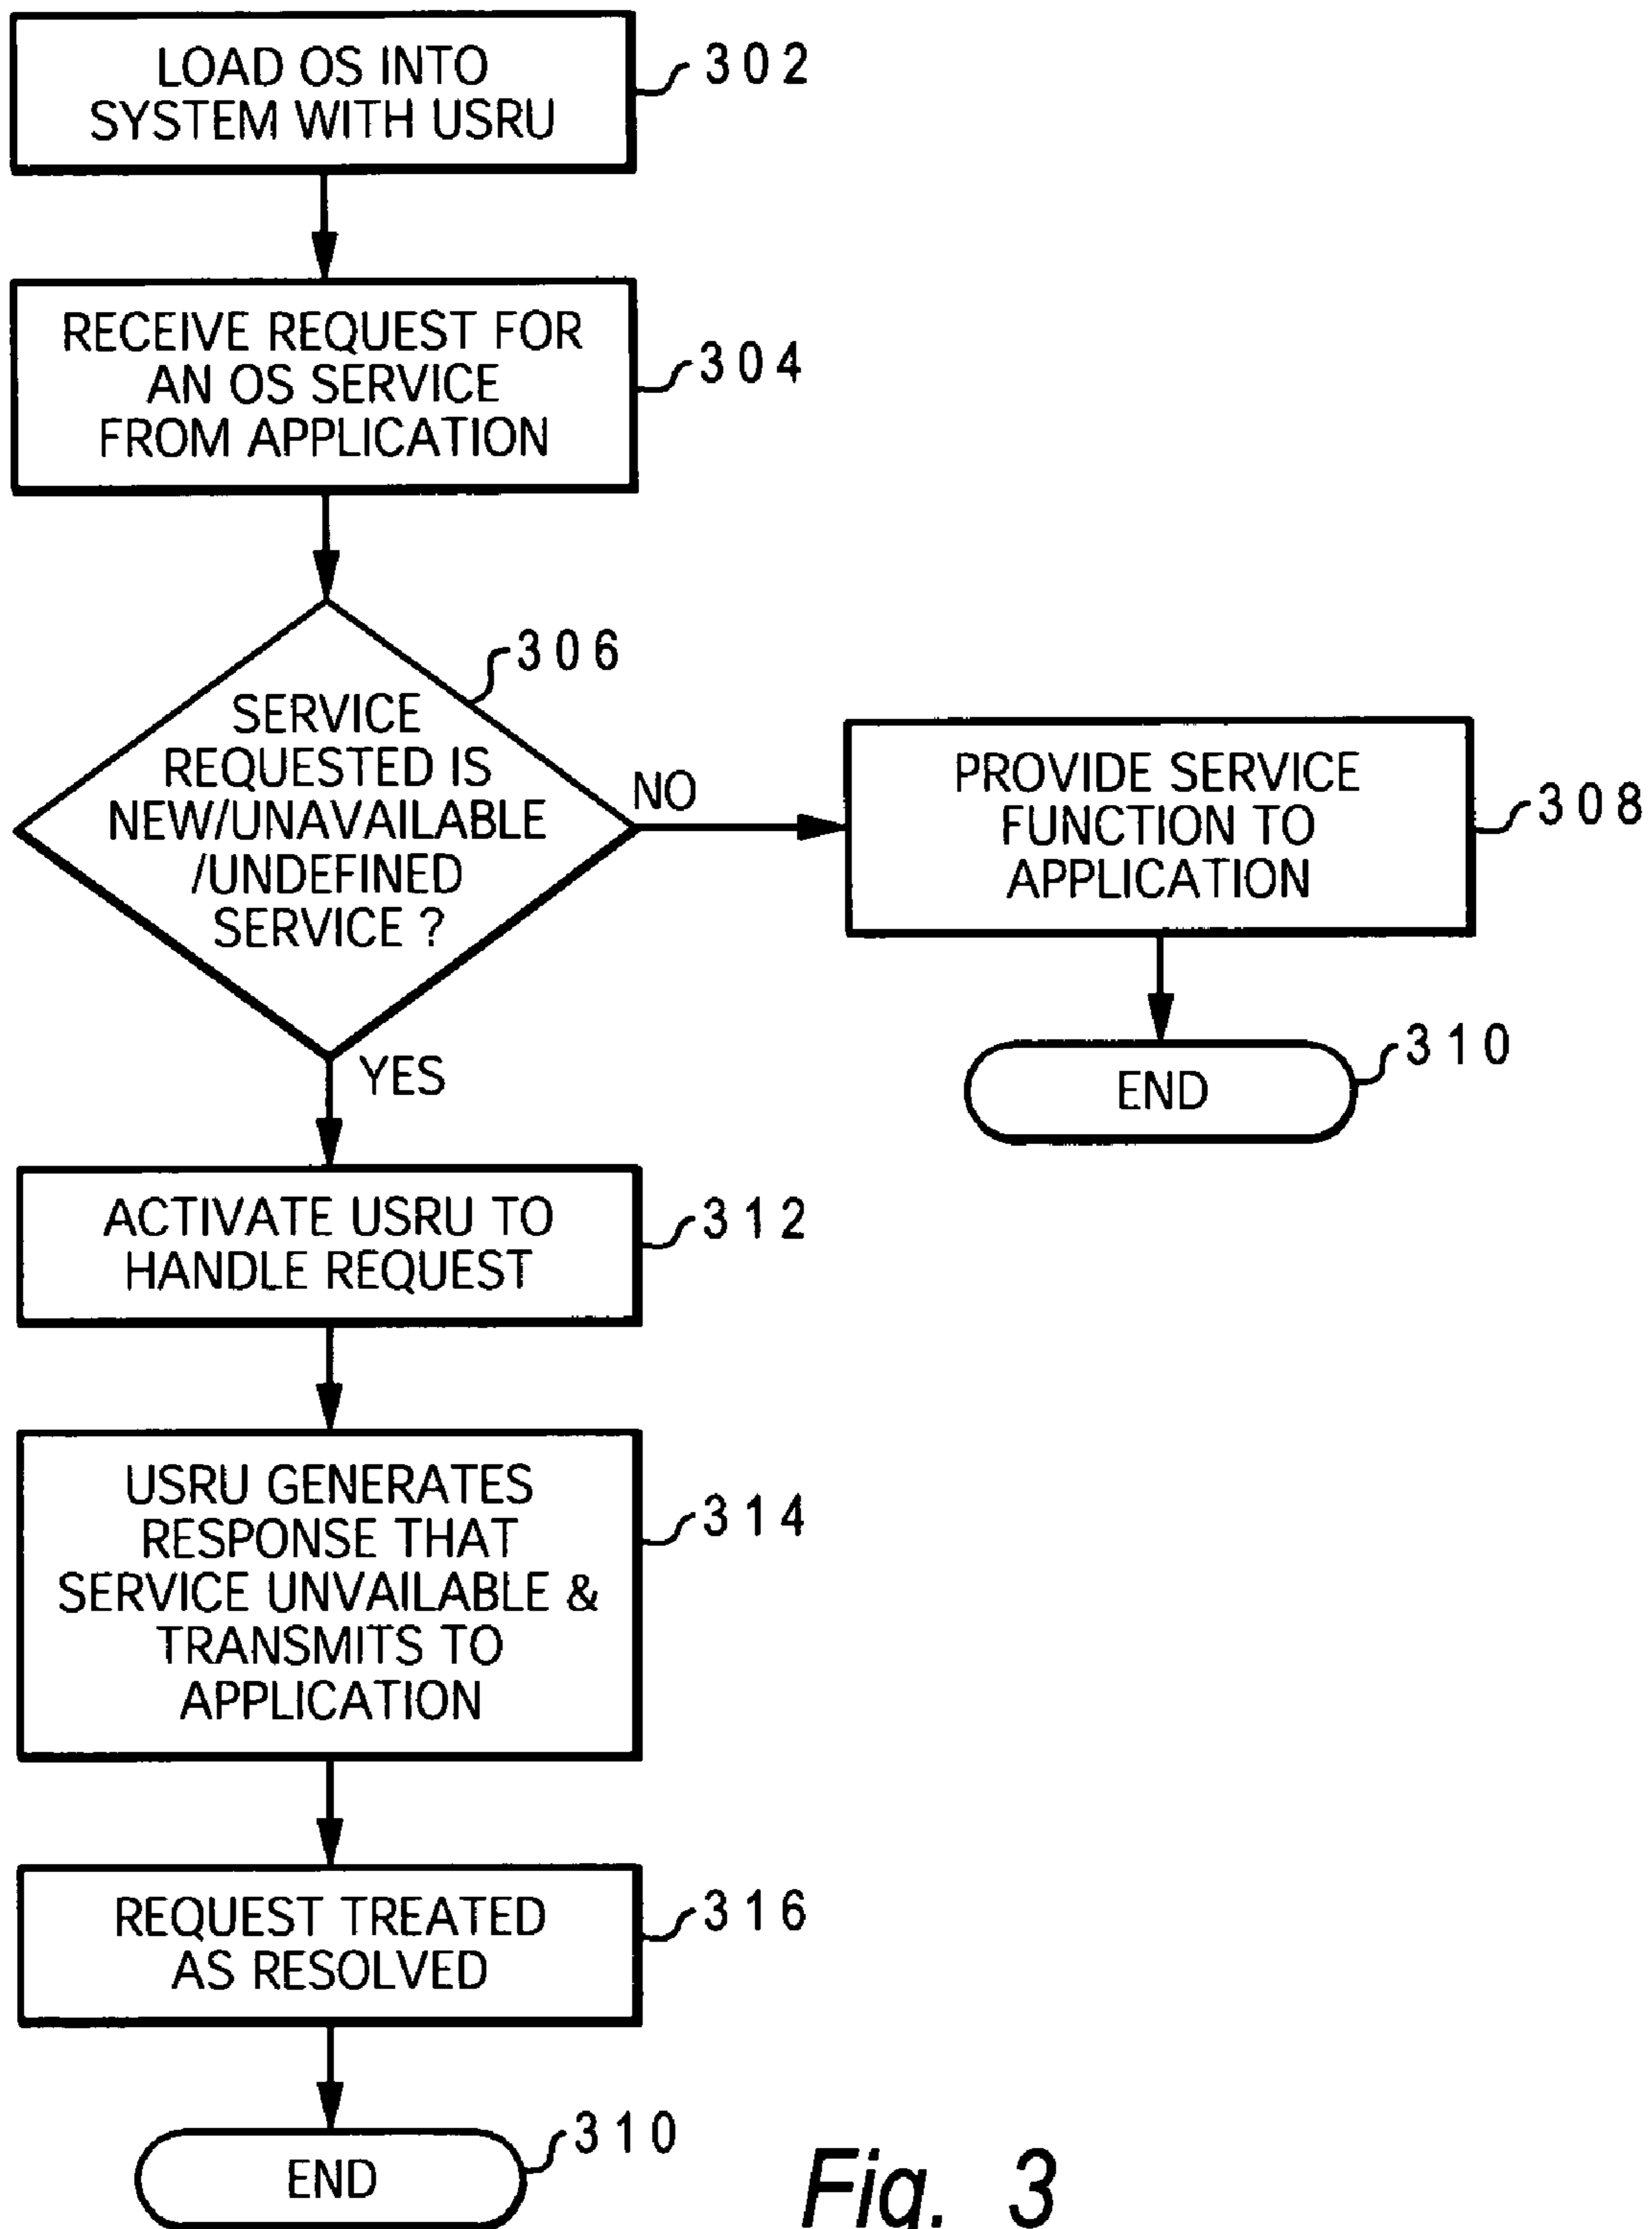 LOAD OS INTO
SYSTEM WITH USRU
302
RECEIVE REQUEST FOR
AN OS SERVICE
FROM APPLICATION
304
306
SERVICE
REQUESTED IS
NEW/UNAVAILABLE
/UNDEFINED
SERVICE ?
NO
PROVIDE SERVICE
FUNCTION TO
APPLICATION
308
END
310
YES
ACTIVATE USRU TO
HANDLE REQUEST
312
USRU GENERATES
RESPONSE THAT
SERVICE UNVAILABLE &
TRANSMITS TO
APPLICATION
314
REQUEST TREATED
AS RESOLVED
316
END
310
Fig. 3